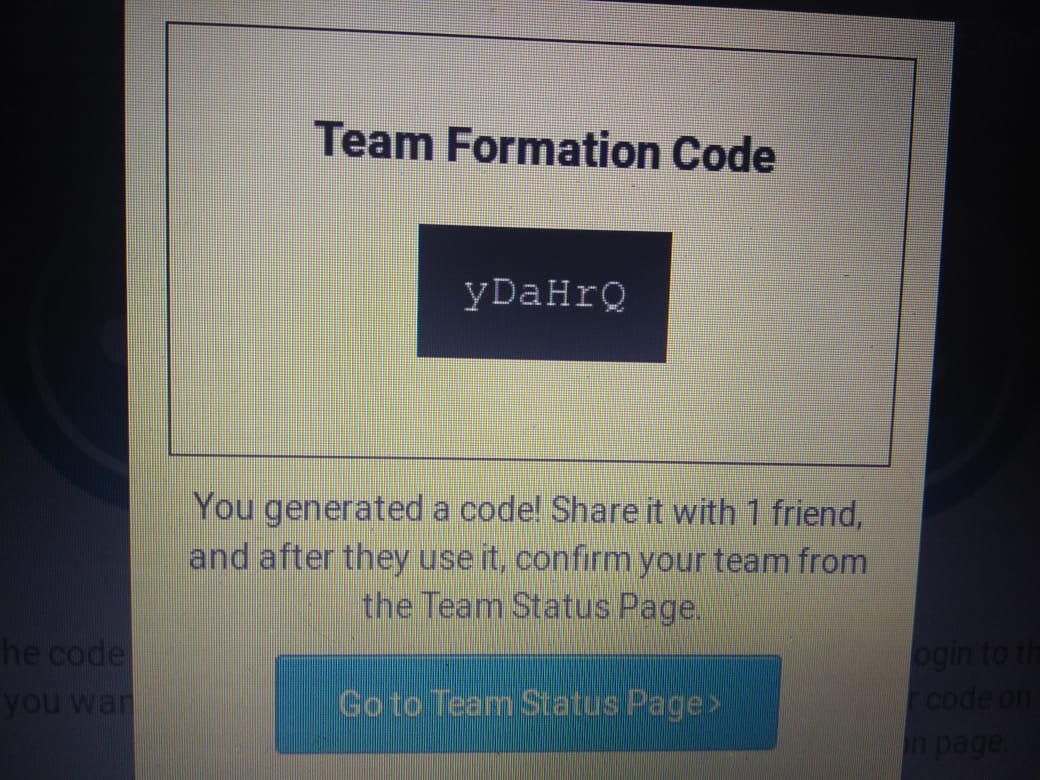 Team Formation Code
yDaHrQ
You generated a code! Share it with 1 friend,
and after they use it, confirm your team from
the Team Status Page.
Go to Team Status Page >
he code
you wan
ogin to th
r code on
n page.